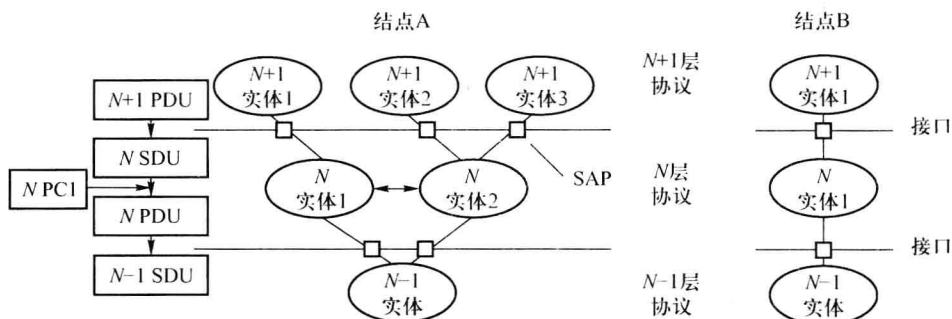 结点A
结点B
N+1
实体1
N+1
实体2
N+1
实体3
N+1层
协议
N+1
实体1
N+1 PDU
接口
N SDU
SAP
N PC1
N
实体1
N
实体2
N层
协议
N
实体1
N PDU
接口
N-1 SDU
N-1
实体
N-1层
协议
N-1
实体